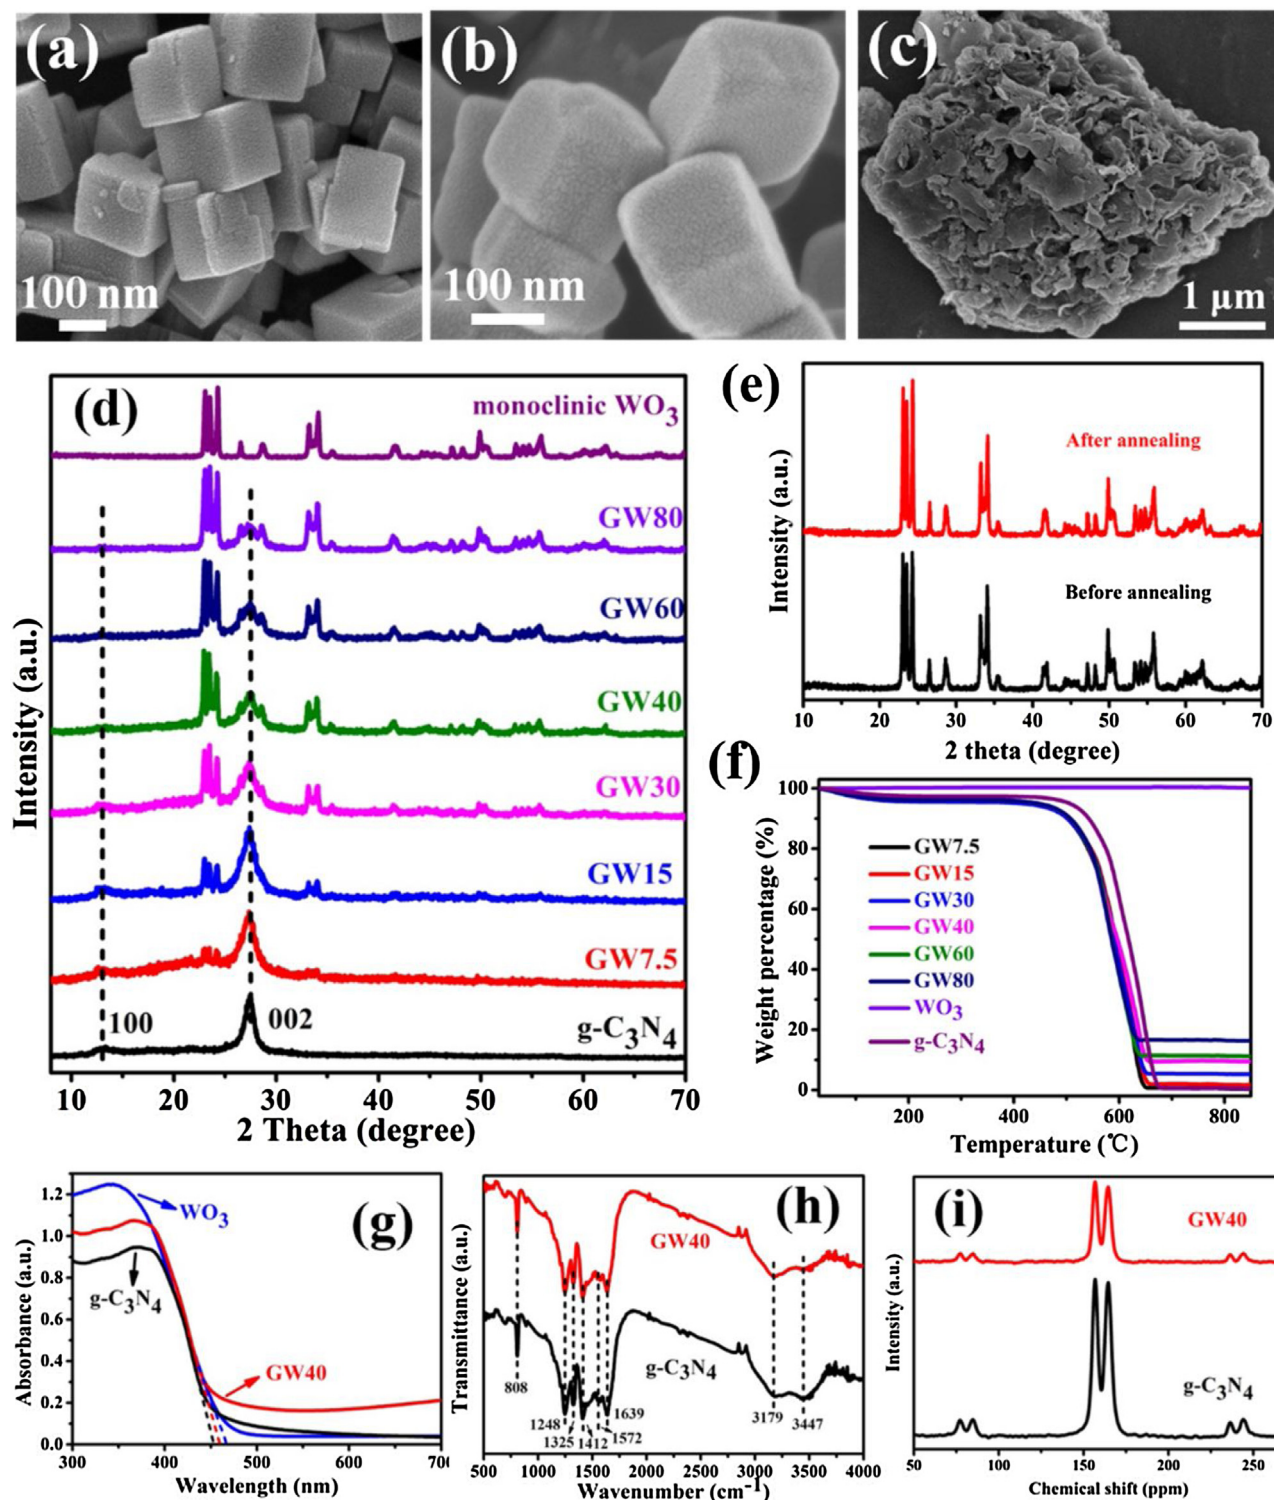 (a)
100 nm
(b)
100 nm
(c)
1 μm
(d)
monoclinic WO3
GW80
GW60
GW40
GW30
GW15
GW7.5
g-C3N4
100
002
Intensity (a.u.)
10 20 30 40 50 60 70
2 Theta (degree)
(e)
After annealing
Before annealing
Intensity (a.u.)
10 20 30 40 50 60 70
2 theta (degree)
(f)
100
80
60
40
20
0
Weight percentage (%)
GW7.5
GW15
GW30
GW40
GW60
GW80
WO3
g-C3N4
200 400 600 800
Temperature (℃)
(g)
1.2
1.0
0.8
0.6
0.4
0.2
0.0
Absorbance (a.u.)
WO3
g-C3N4
GW40
300 400 500 600 700
Wavelength (nm)
(h)
Transmittance (a.u.)
GW40
g-C3N4
808
1248
1325
1412
1572
1639
3179
3447
500 1000 1500 2000 2500 3000 3500 4000
Wavenumber (cm-1)
(i)
GW40
g-C3N4
Intensity (a.u.)
50 100 150 200 250
Chemical shift (ppm)